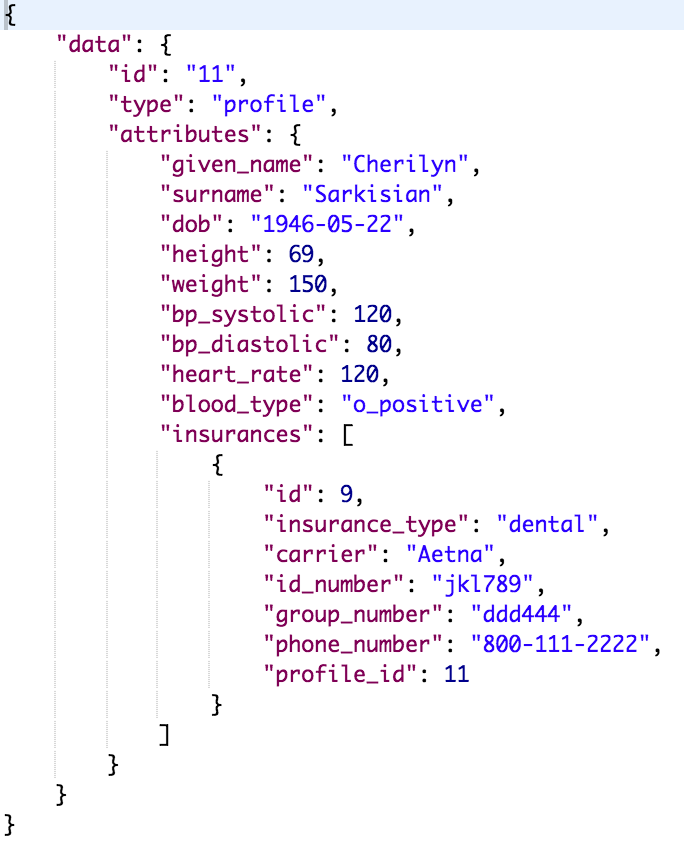 {
    "data": {
        "id": "11",
        "type": "profile",
        "attributes": {
            "given_name": "Cherilyn",
            "surname": "Sarkisian",
            "dob": "1946-05-22",
            "height": 69,
            "weight": 150,
            "bp_systolic": 120,
            "bp_diastolic": 80,
            "heart_rate": 120,
            "blood_type": "o_positive",
            "insurances": [
                {
                    "id": 9,
                    "insurance_type": "dental",
                    "carrier": "Aetna",
                    "id_number": "jkl789",
                    "group_number": "ddd444",
                    "phone_number": "800-111-2222",
                    "profile_id": 11
                }
            ]
        }
    }
}